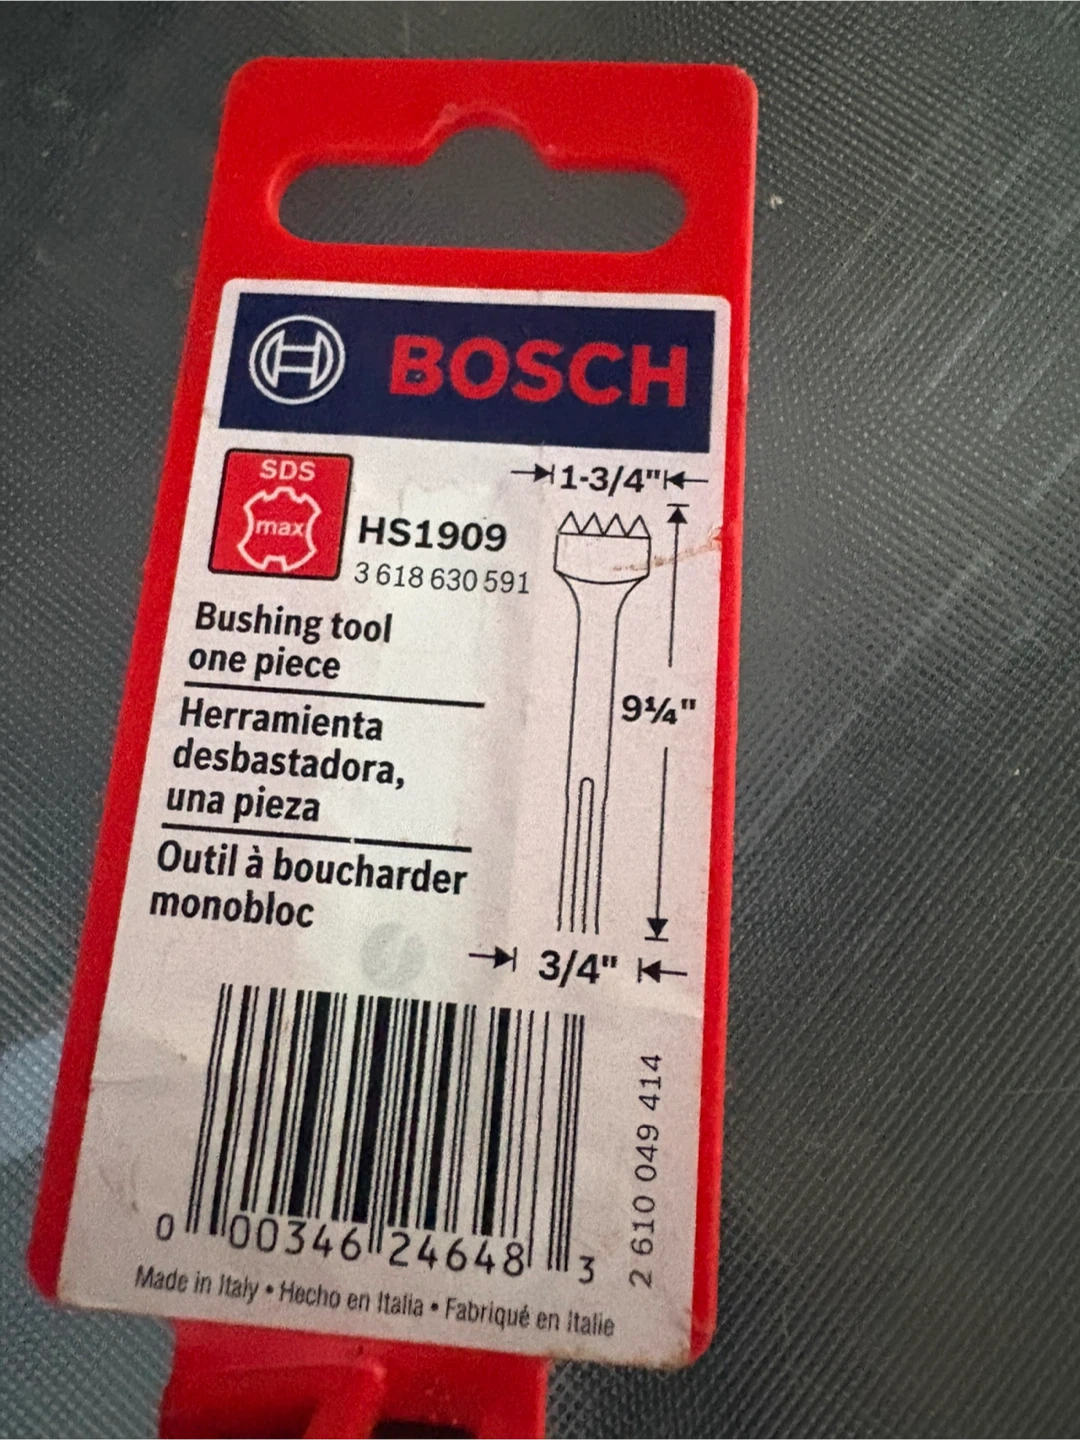 BOSCH
SDS
max
HS1909
3 618 630 591
1-3/4"
9¼"
3/4"
Bushing tool
one piece
Herramienta
desbastadora,
una pieza
Outil à boucharder
monobloc
0 00346 24648 3
2 610 049 414
Made in Italy • Hecho en Italia • Fabriqué en Italie